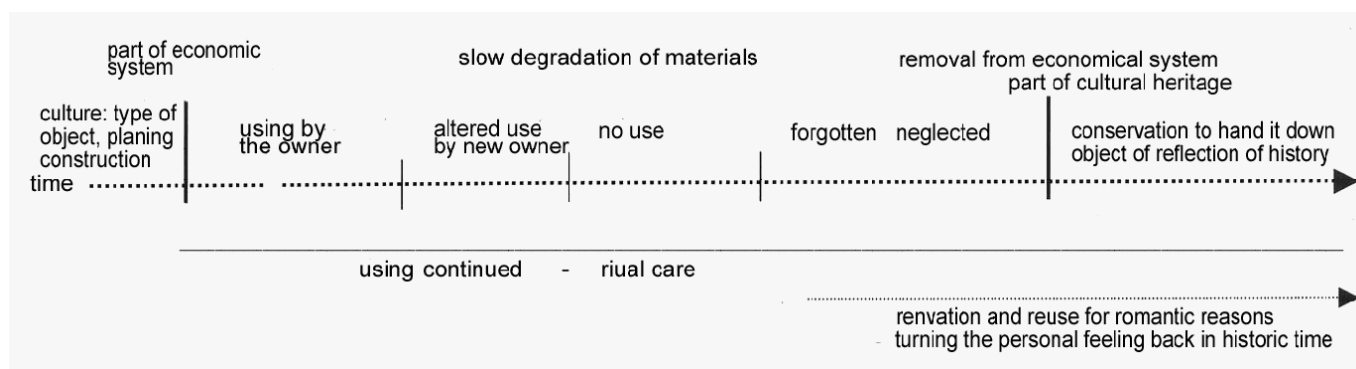 part of economic
system
slow degradation of materials
removal from economical system
part of cultural heritage
culture: type of
object, planing
construction
using by
the owner
altered use
by new owner
no use
forgotten neglected
conservation to hand it down
object of reflection of history
time
using continued - riual care
renvation and reuse for romantic reasons
turning the personal feeling back in historic time